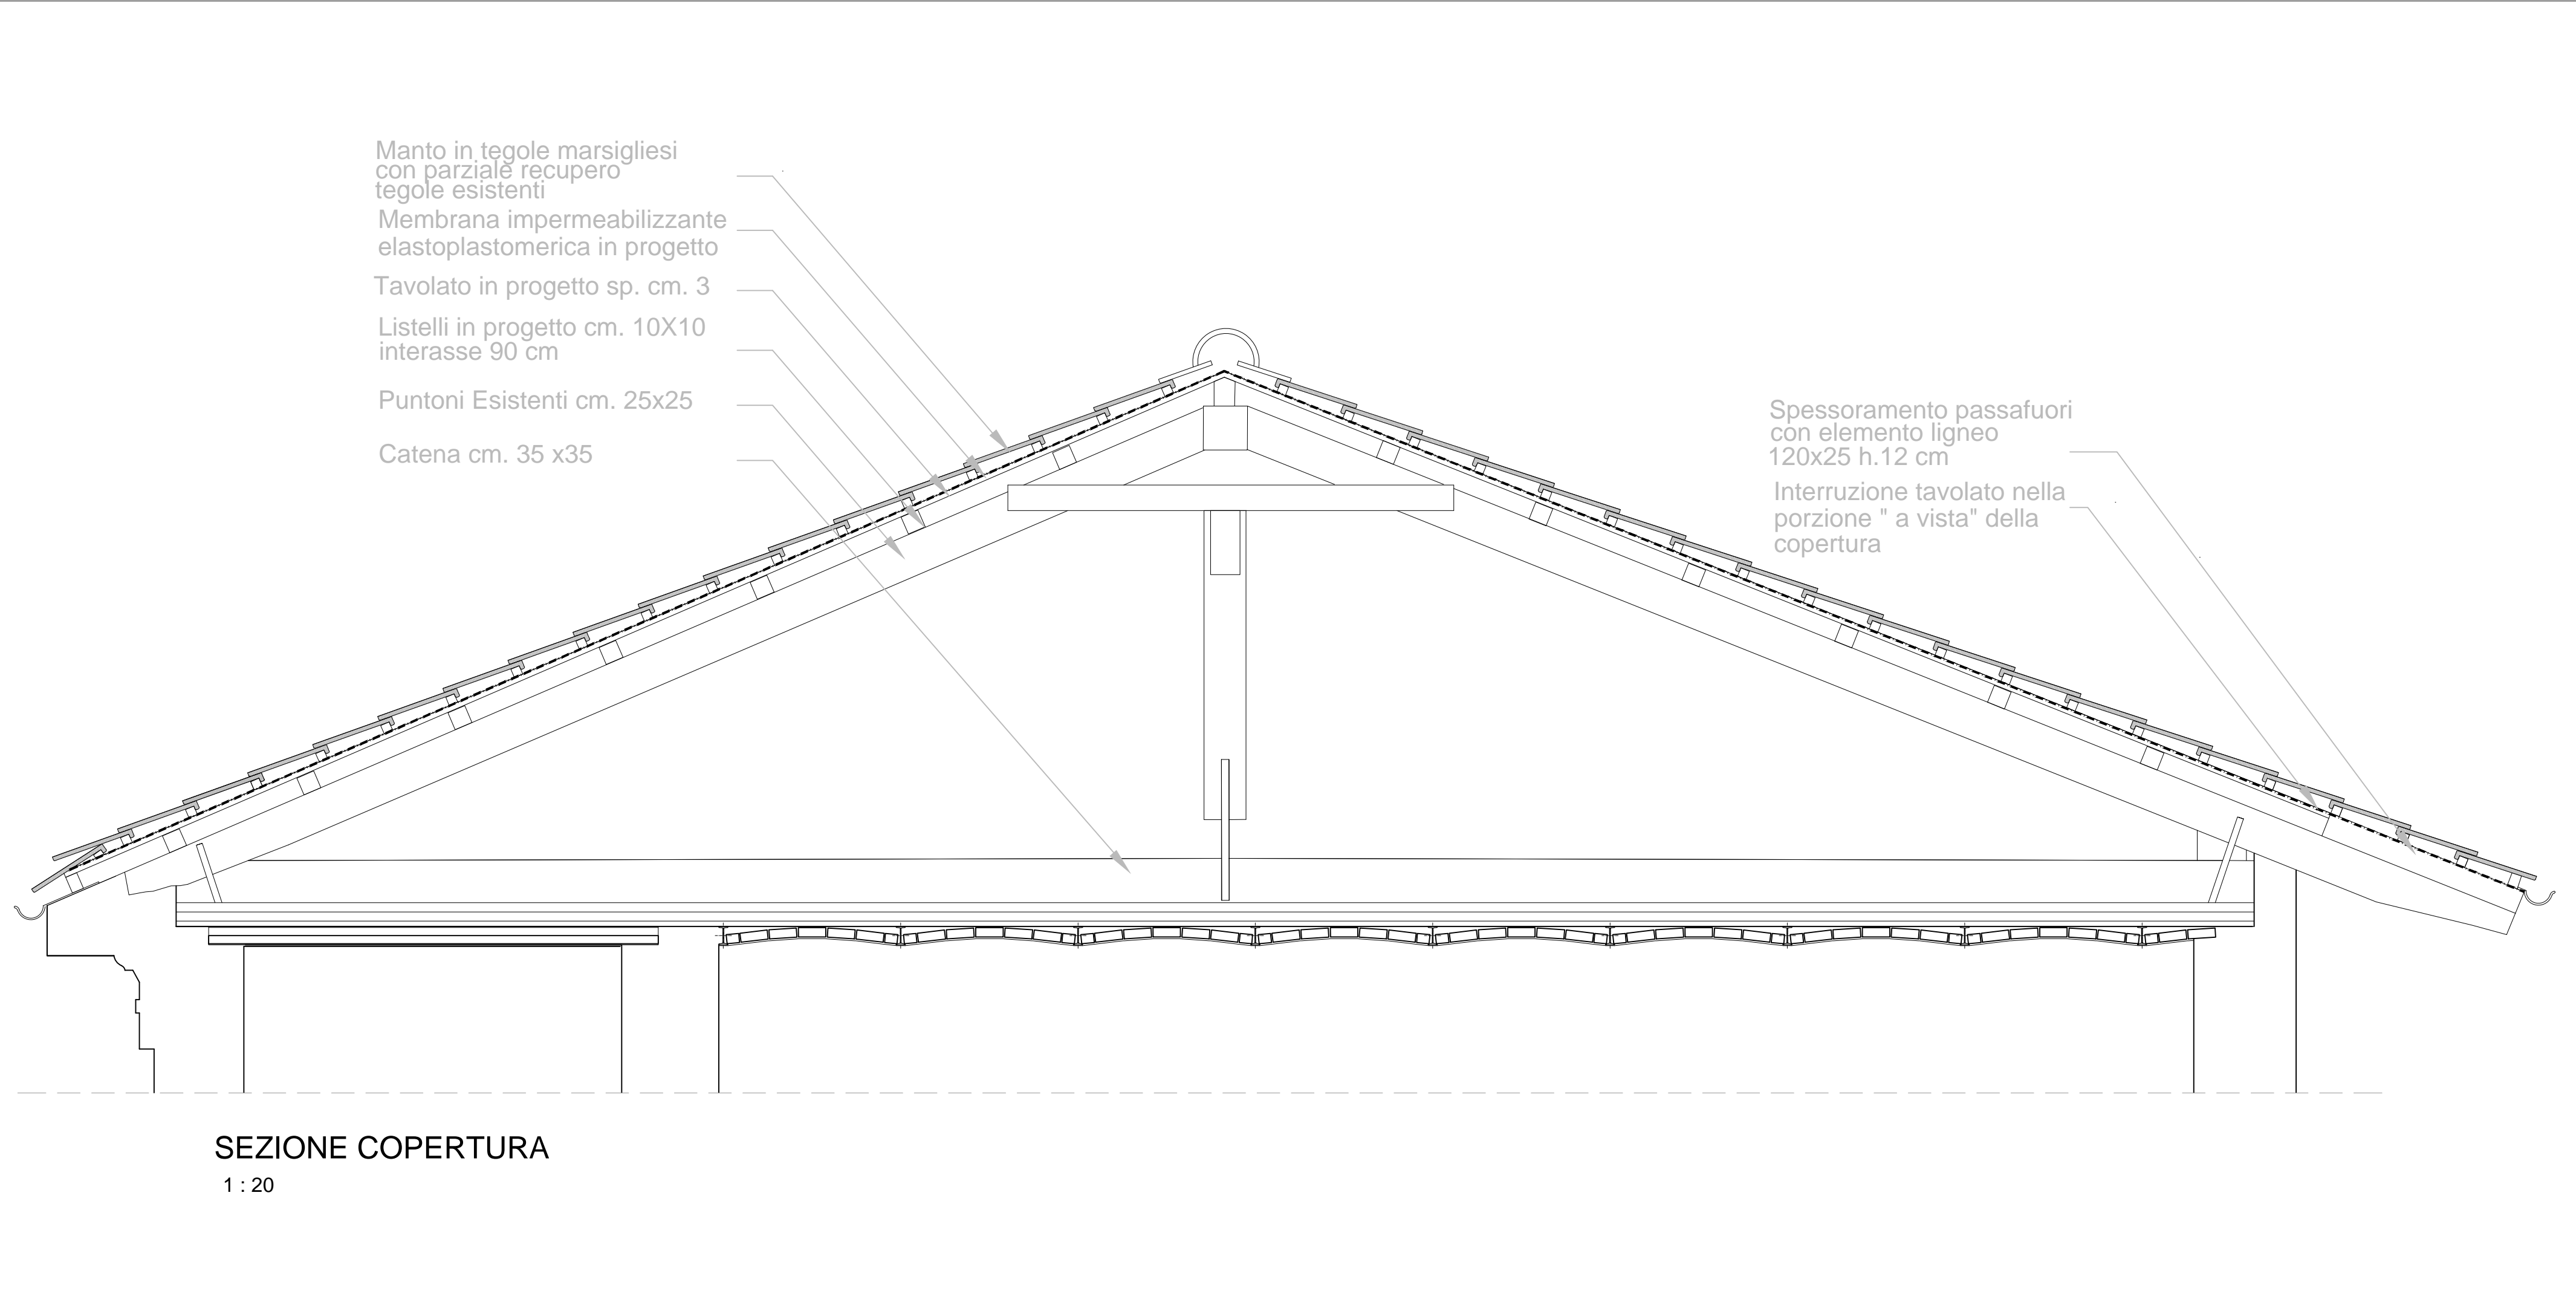 Manto in tegole marsigliesi
con parziale recupero
tegole esistenti
Membrana impermeabilizzante
elastoplastomerica in progetto
Tavolato in progetto sp. cm. 3
Listelli in progetto cm. 10X10
interasse 90 cm
Puntoni Esistenti cm. 25x25
Catena cm. 35 x35
Spessoramento passafuori
con elemento ligneo
120x25 h.12 cm
Interruzione tavolato nella
porzione " a vista" della
copertura
SEZIONE COPERTURA
1 : 20